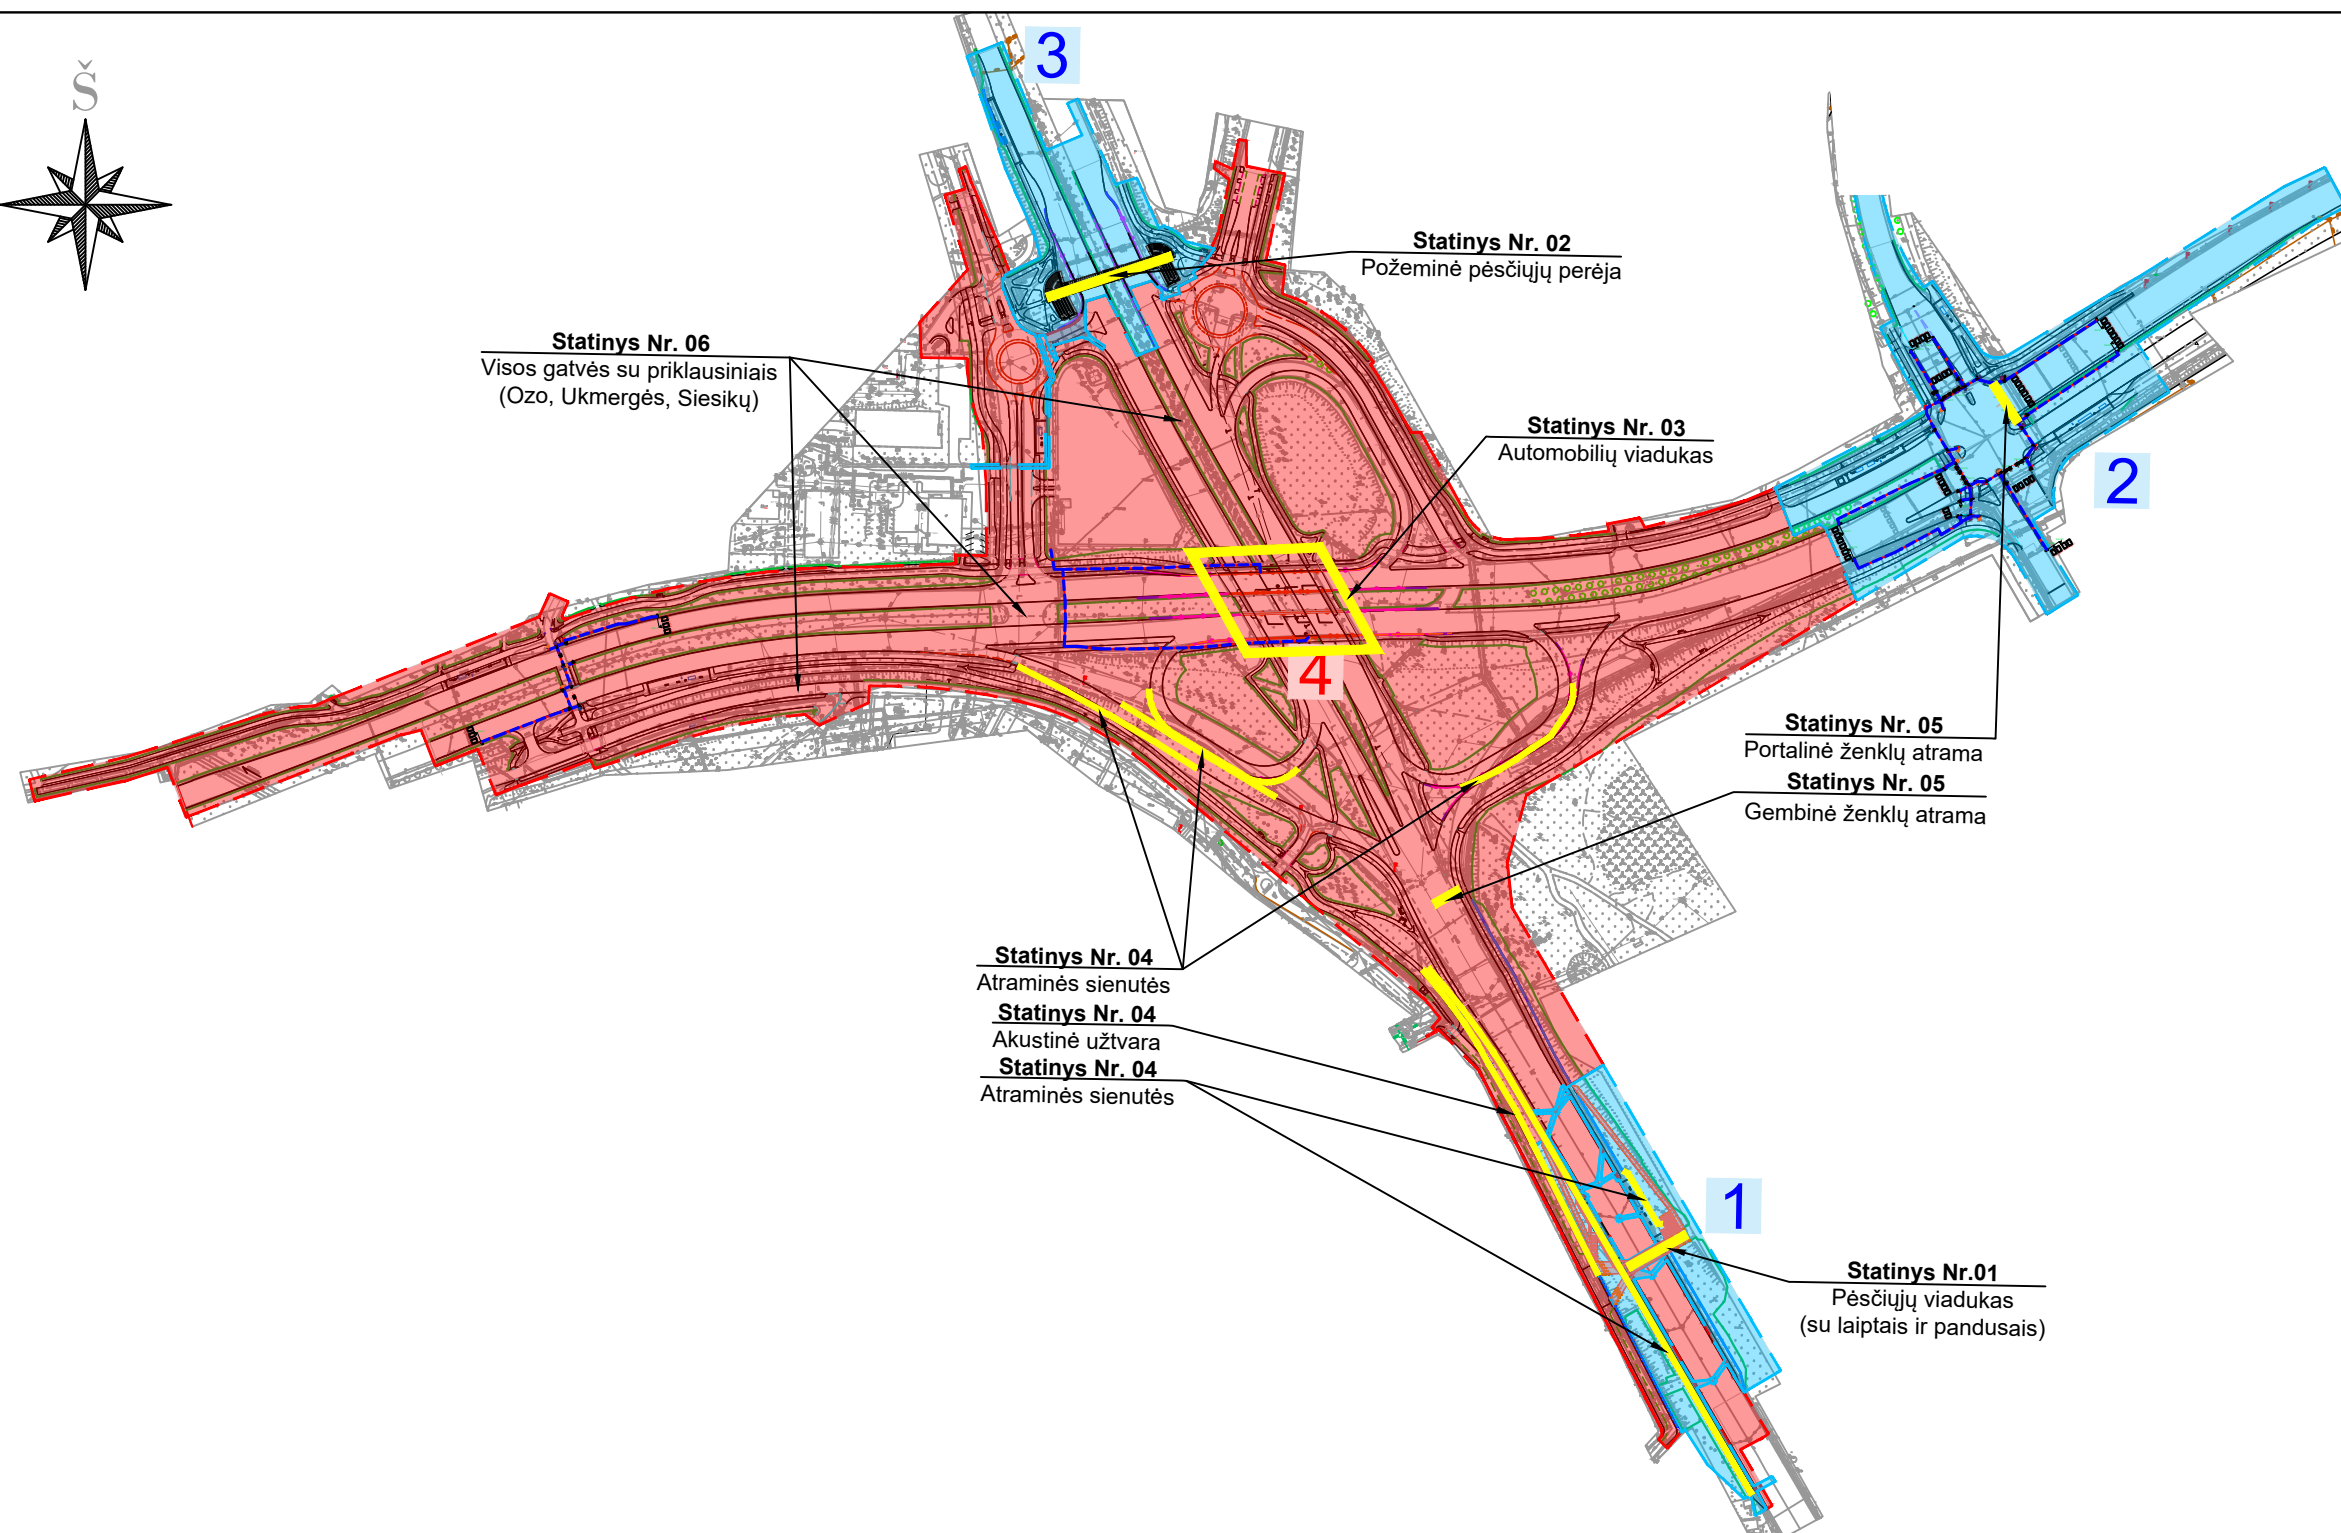 Š
3
Statinys Nr. 02
Požeminė pėsčiųjų perėja
Statinys Nr. 06
Visos gatvės su priklausiniais
(Ozo, Ukmergės, Siesikų)
Statinys Nr. 03
Automobilių viadukas
2
4
Statinys Nr. 05
Portalinė ženklų atrama
Statinys Nr. 05
Gembinė ženklų atrama
Statinys Nr. 04
Atraminės sienutės
Statinys Nr. 04
Akustinė užtvara
Statinys Nr. 04
Atraminės sienutės
1
Statinys Nr.01
Pėsčiųjų viadukas
(su laiptais ir pandusais)